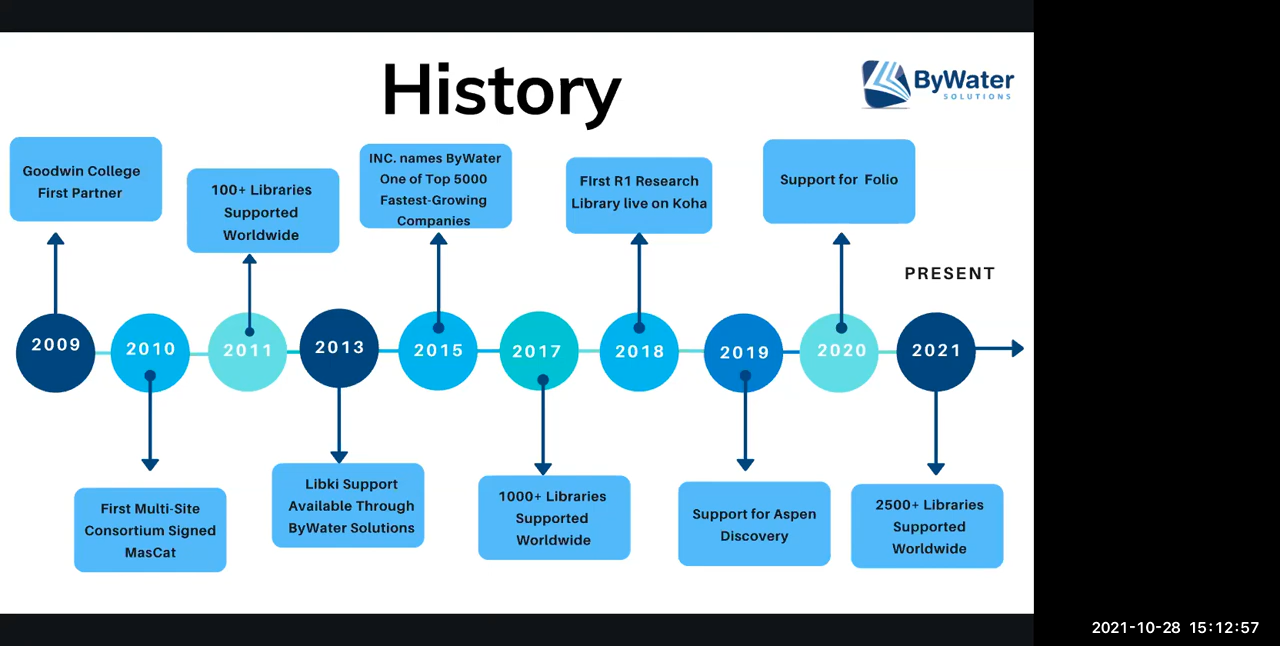 History
ByWater
SOLUTIONS
Goodwin College
First Partner
100+ Libraries
Supported
Worldwide
INC. names ByWater
One of Top 5000
Fastest-Growing
Companies
FIrst R1 Research
Library live on Koha
Support for Folio
PRESENT
2009
2010
2011
2013
2015
2017
2018
2019
2020
2021
First Multi-Site
Consortium Signed
MasCat
Libki Support
Available Through
ByWater Solutions
1000+ Libraries
Supported
Worldwide
Support for Aspen
Discovery
2500+ Libraries
Supported
Worldwide
2021-10-28 15:12:57